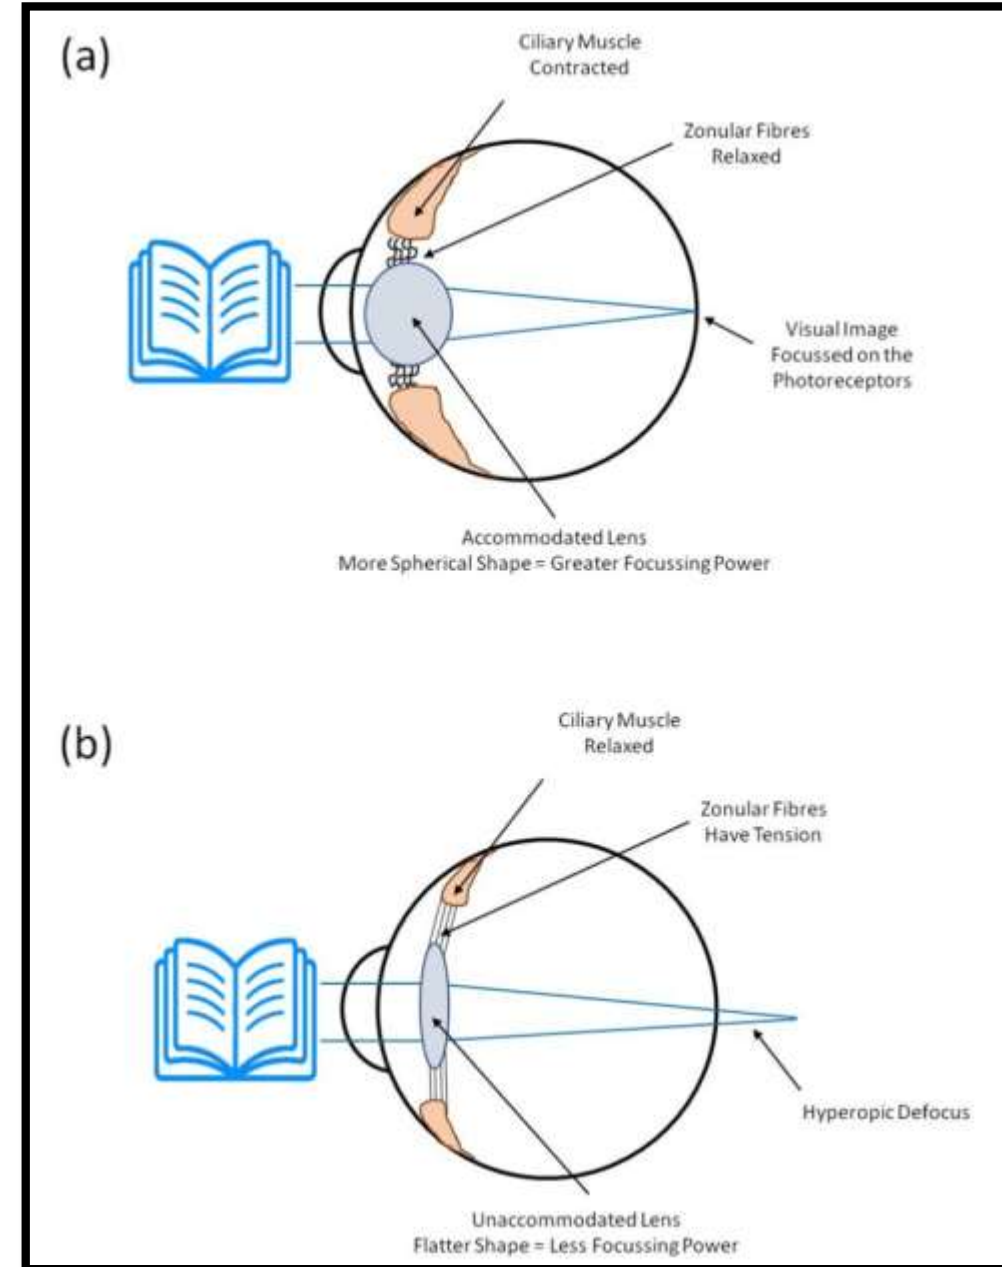 (a)
Ciliary Muscle
Contracted
Zonular Fibres
Relaxed
Visual Image
Focussed on the
Photoreceptors
Accommodated Lens
More Spherical Shape = Greater Focussing Power
(b)
Ciliary Muscle
Relaxed
Zonular Fibres
Have Tension
Hyperopic Defocus
Unaccommodated Lens
Flatter Shape = Less Focussing Power